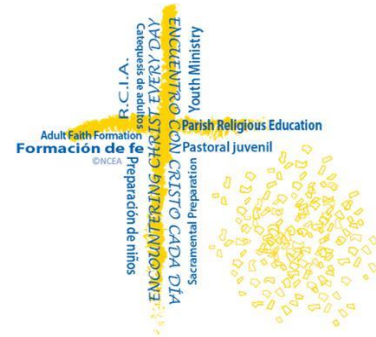 R.C.I.A.
Catequesis de adultos
ENCOUNTERING CHRIST EVERY DAY
ENCUENTRO CON CRISTO CADA DÍA
Youth Ministry
Adult Faith Formation
Parish Religious Education
Formación de fe
Pastoral juvenil
©NCEA
Preparación de niños
Sacramental Preparation